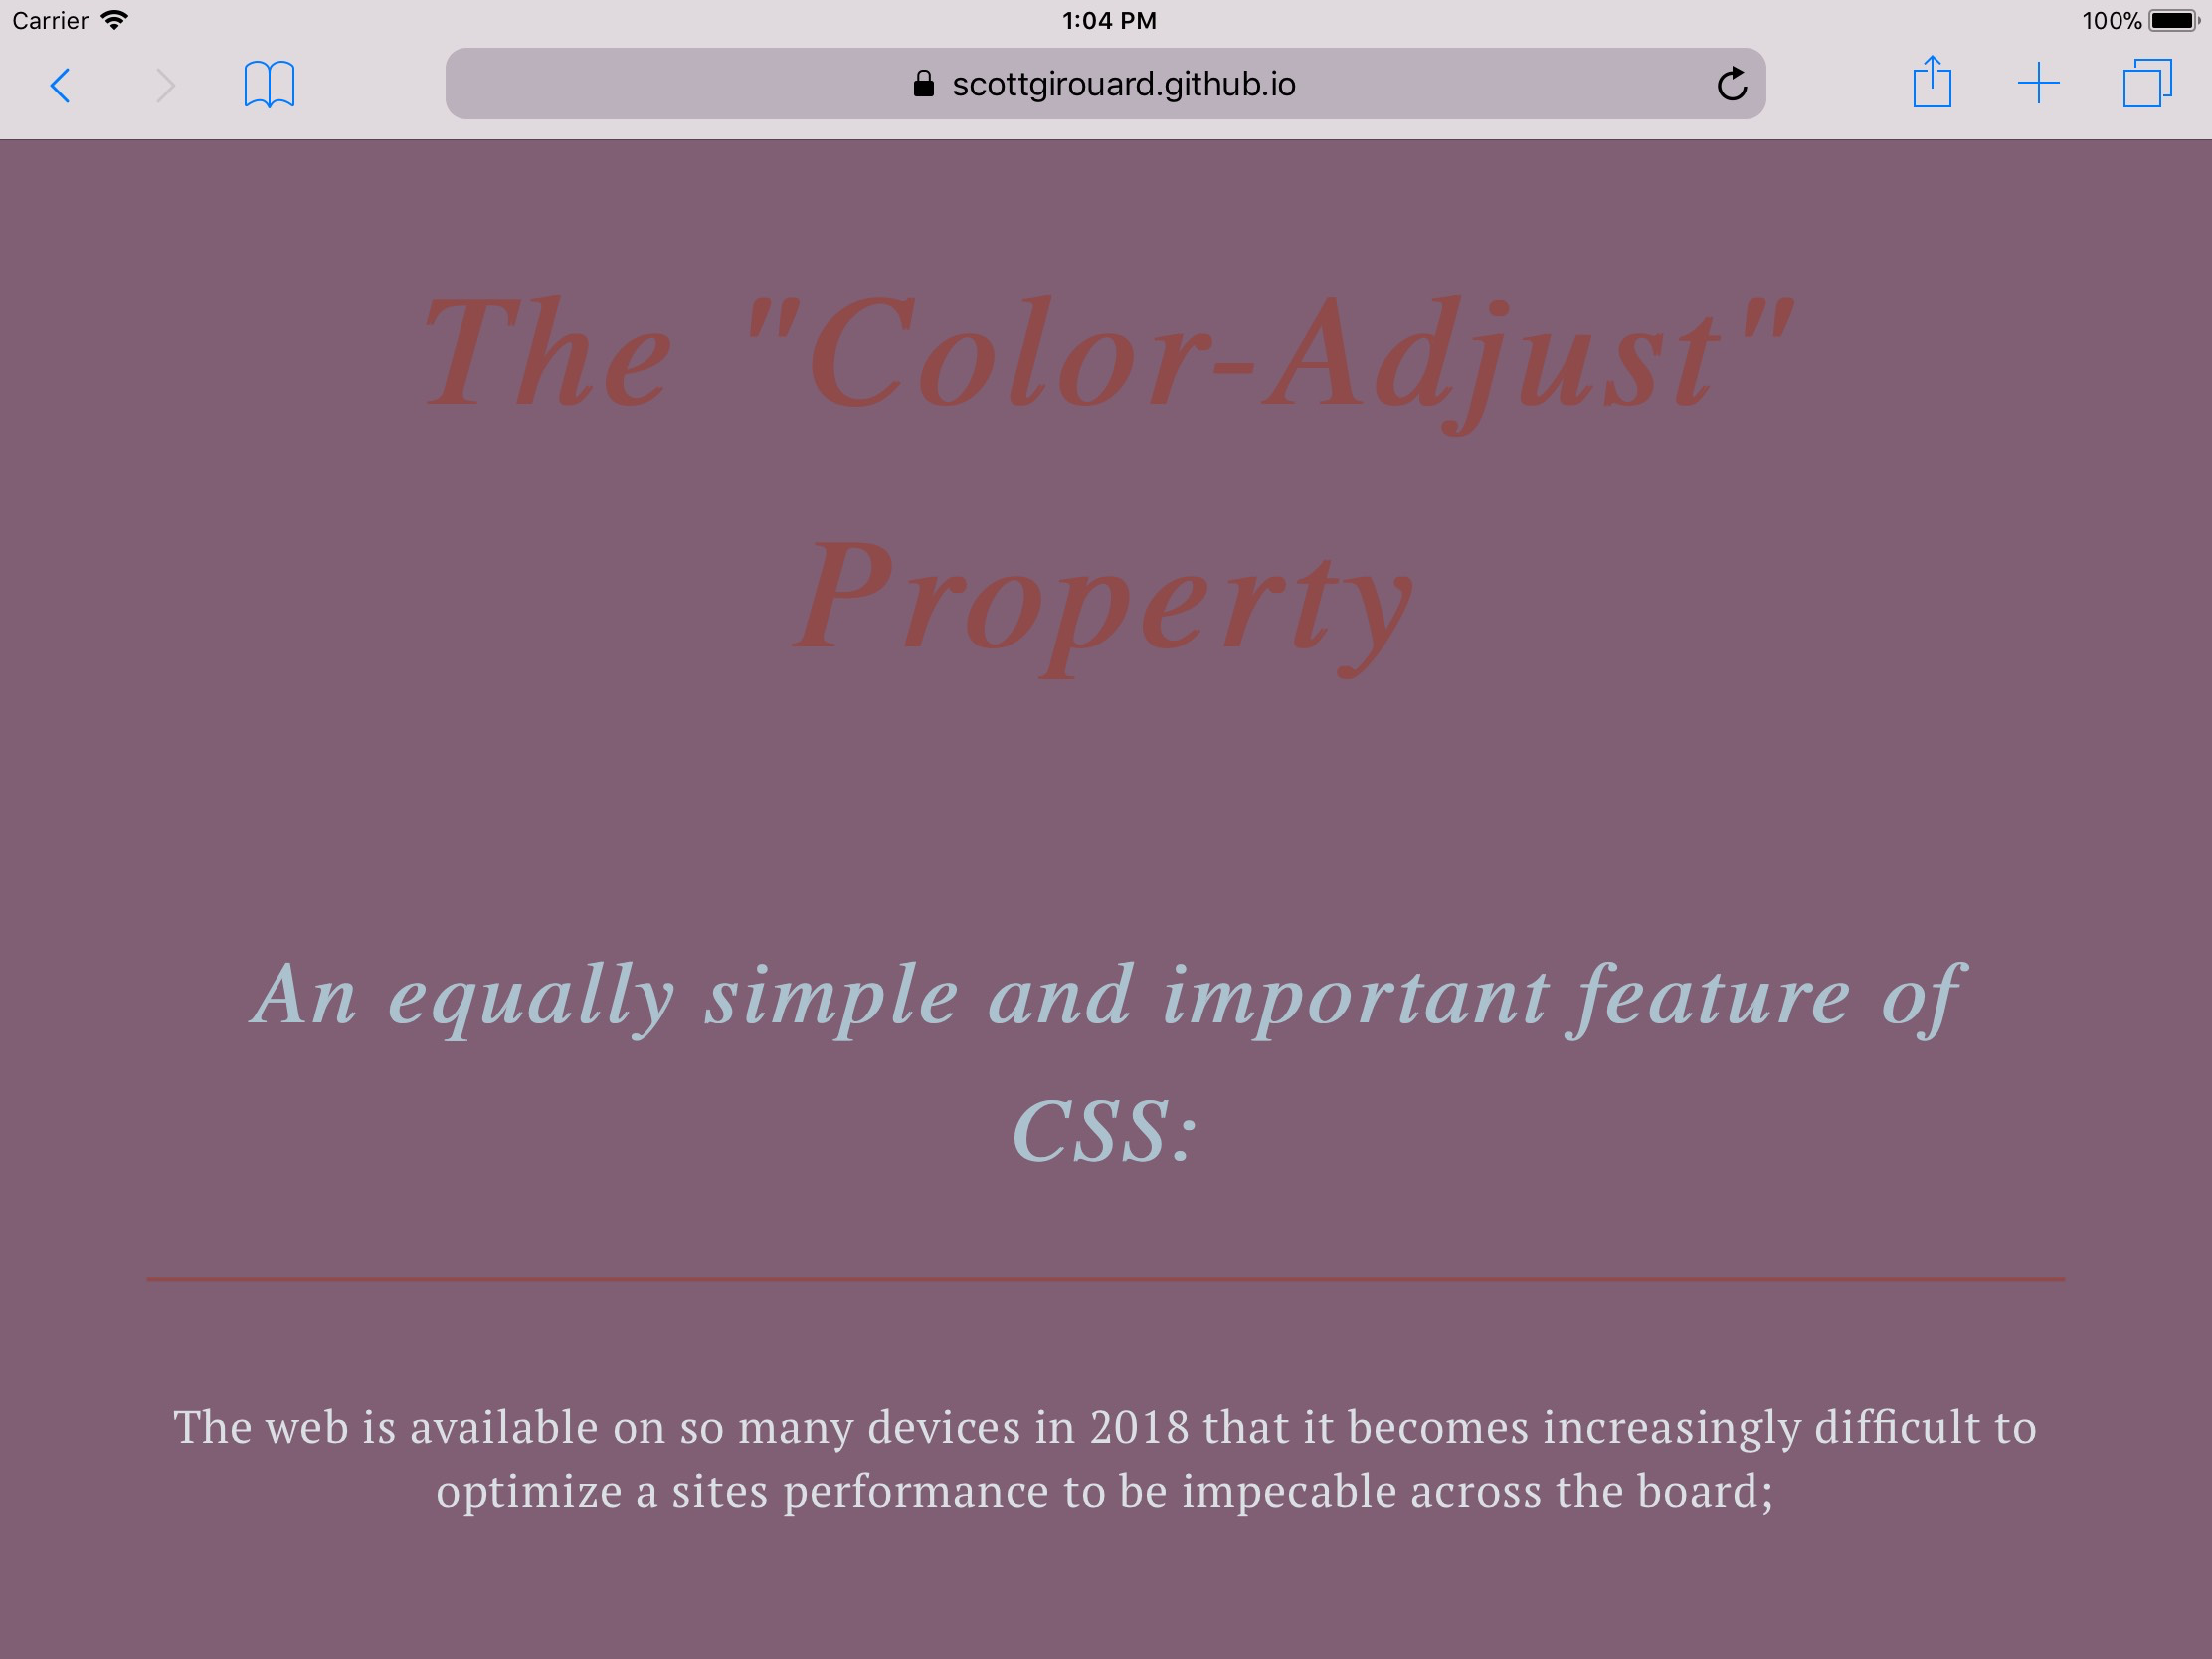 Carrier 1:04 PM 100%
scottgirouard.github.io
The "Color-Adjust"
Property
An equally simple and important feature of
CSS:
The web is available on so many devices in 2018 that it becomes increasingly difficult to
optimize a sites performance to be impecable across the board;